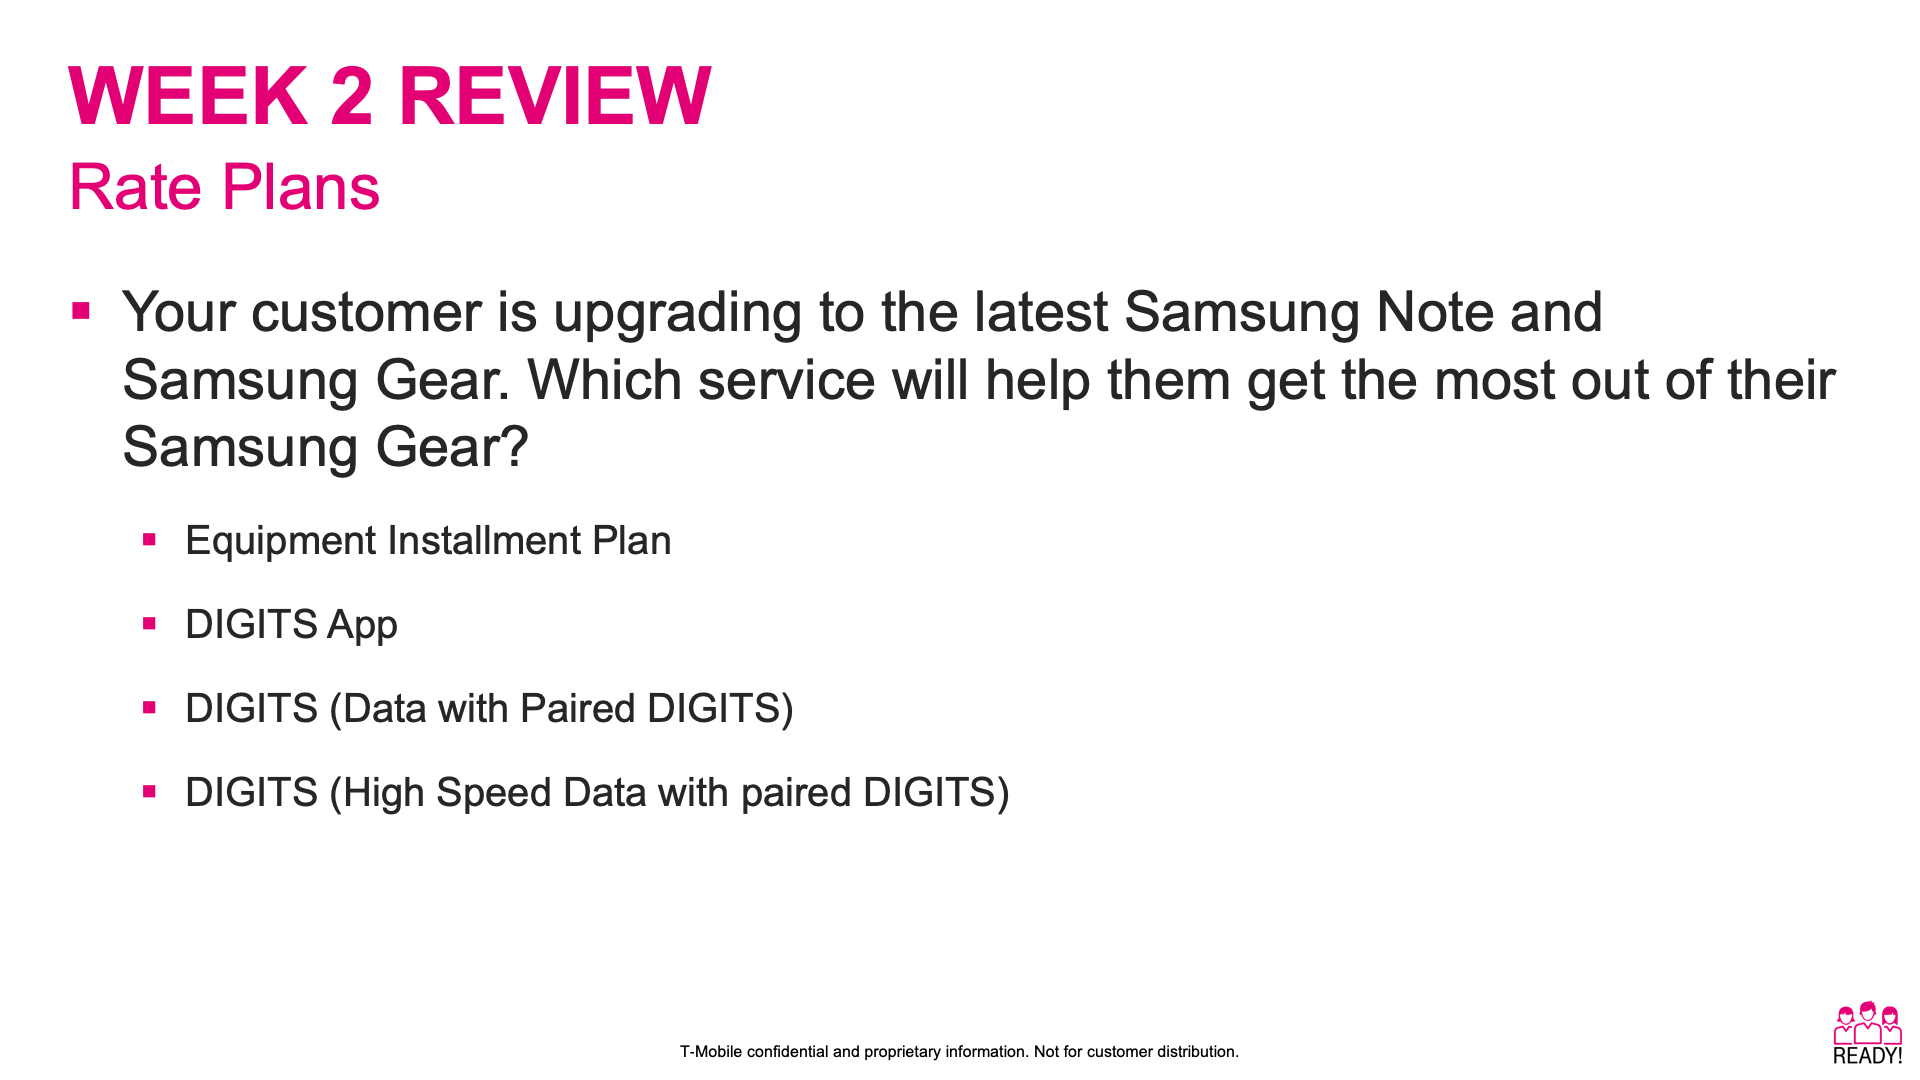 WEEK 2 REVIEW
Rate Plans
Your customer is upgrading to the latest Samsung Note and
Samsung Gear. Which service will help them get the most out of their
Samsung Gear?
Equipment Installment Plan
DIGITS App
DIGITS (Data with Paired DIGITS)
DIGITS (High Speed Data with paired DIGITS)
T-Mobile confidential and proprietary information. Not for customer distribution.
READY!